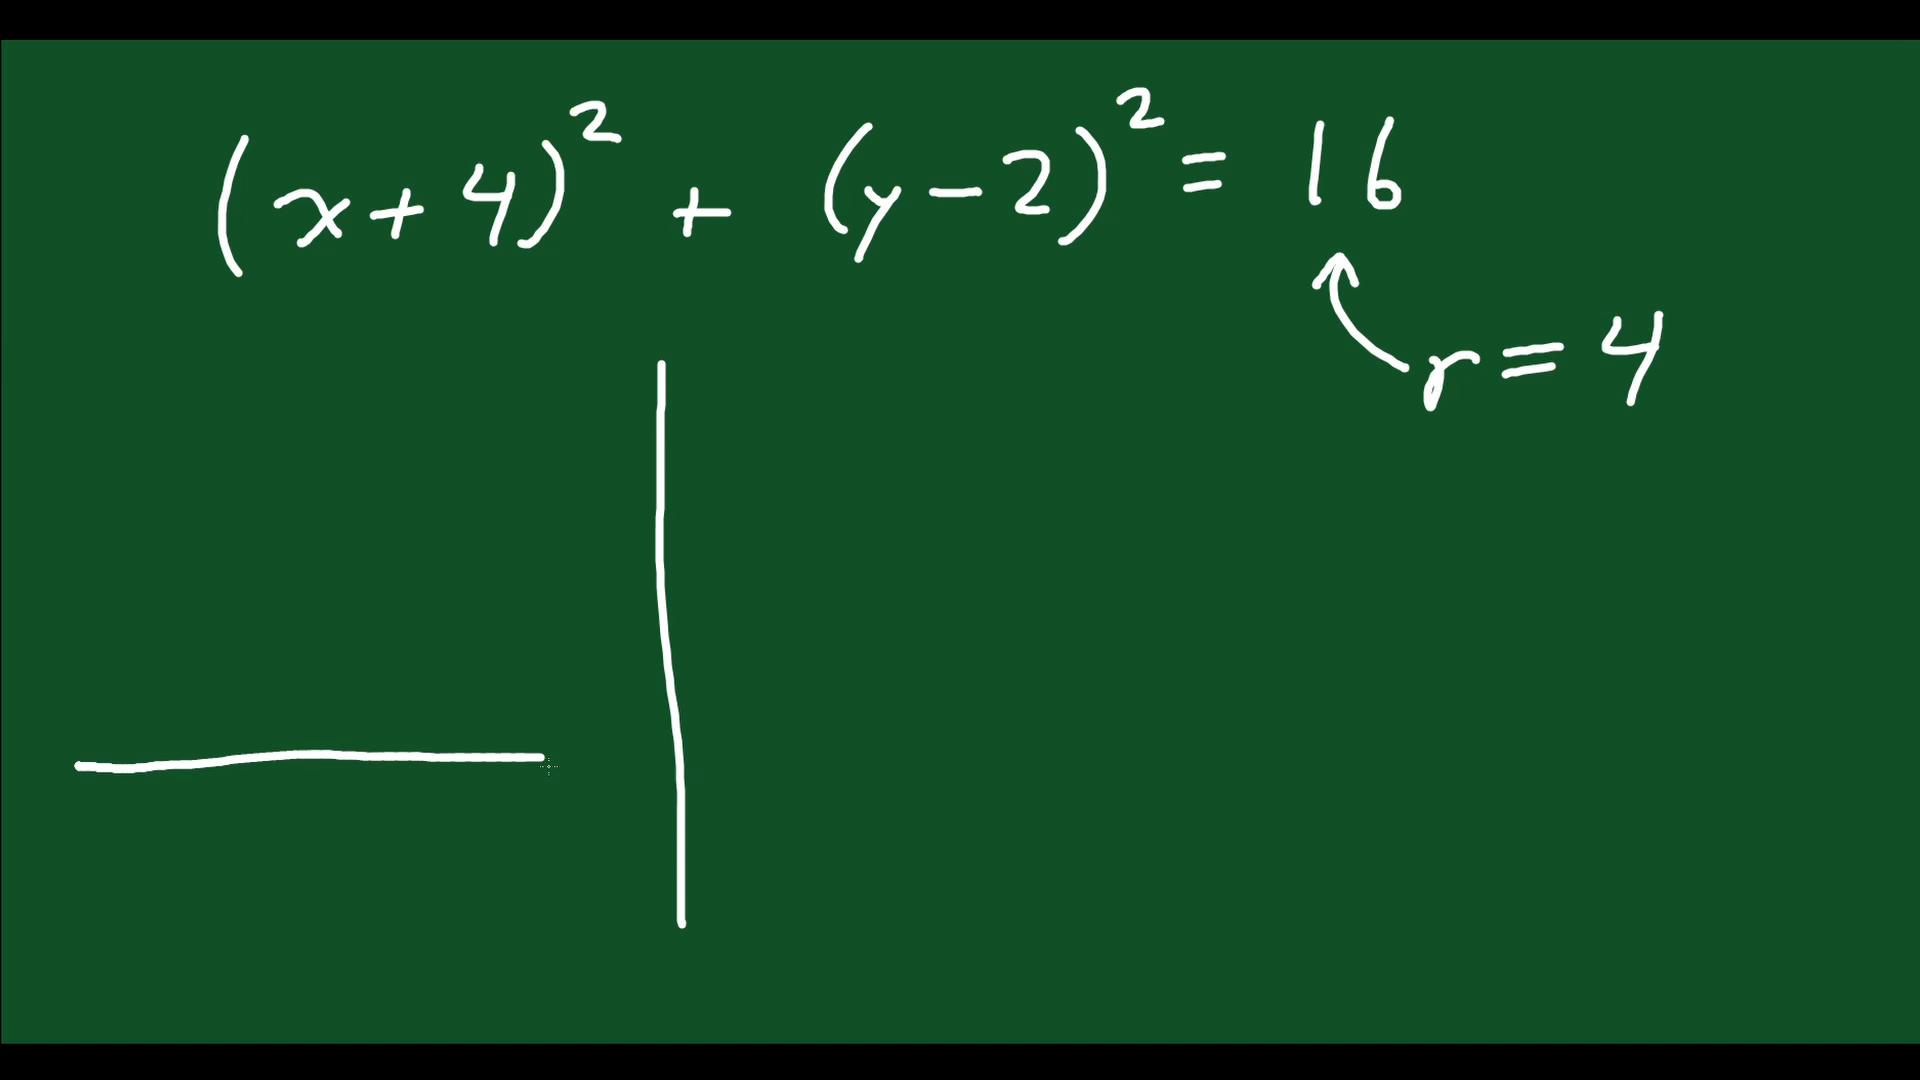 (x+4)² + (y-2)² = 16
r = 4